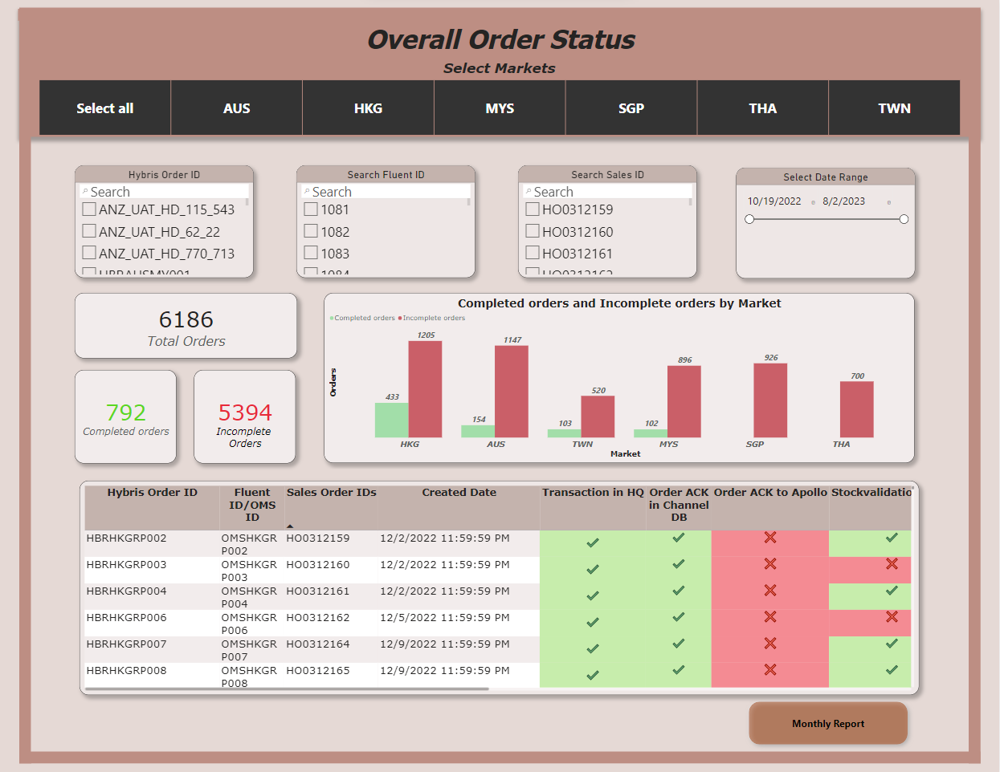 Overall Order Status
Select Markets
Select all AUS HKG MYS SGP THA TWN
Hybris Order ID
Search
ANZ_UAT_HD_115_543
ANZ_UAT_HD_62_22
ANZ_UAT_HD_770_713
Search Fluent ID
Search
1081
1082
1083
1084
Search Sales ID
Search
HO0312159
HO0312160
HO0312161
HO0312162
Select Date Range
10/19/2022 8/2/2023
6186
Total Orders
792
Completed orders
5394
Incomplete
Orders
Completed orders and Incomplete orders by Market
Completed orders Incomplete orders
Orders
433 1205 154 1147 103 520 102 896 926 700
HKG AUS TWN MYS SGP THA
Market
Hybris Order ID Fluent ID/OMS ID Sales Order IDs Created Date Transaction in HQ Order ACK in Channel DB Order ACK to Apollo Stockvalidatio
HBRHKGRP002 OMSHKGRP002 HO0312159 12/2/2022 11:59:59 PM
HBRHKGRP003 OMSHKGRP003 HO0312160 12/2/2022 11:59:59 PM
HBRHKGRP004 OMSHKGRP004 HO0312161 12/2/2022 11:59:59 PM
HBRHKGRP006 OMSHKGRP006 HO0312162 12/5/2022 11:59:59 PM
HBRHKGRP007 OMSHKGRP007 HO0312164 12/9/2022 11:59:59 PM
HBRHKGRP008 OMSHKGRP008 HO0312165 12/9/2022 11:59:59 PM
Monthly Report